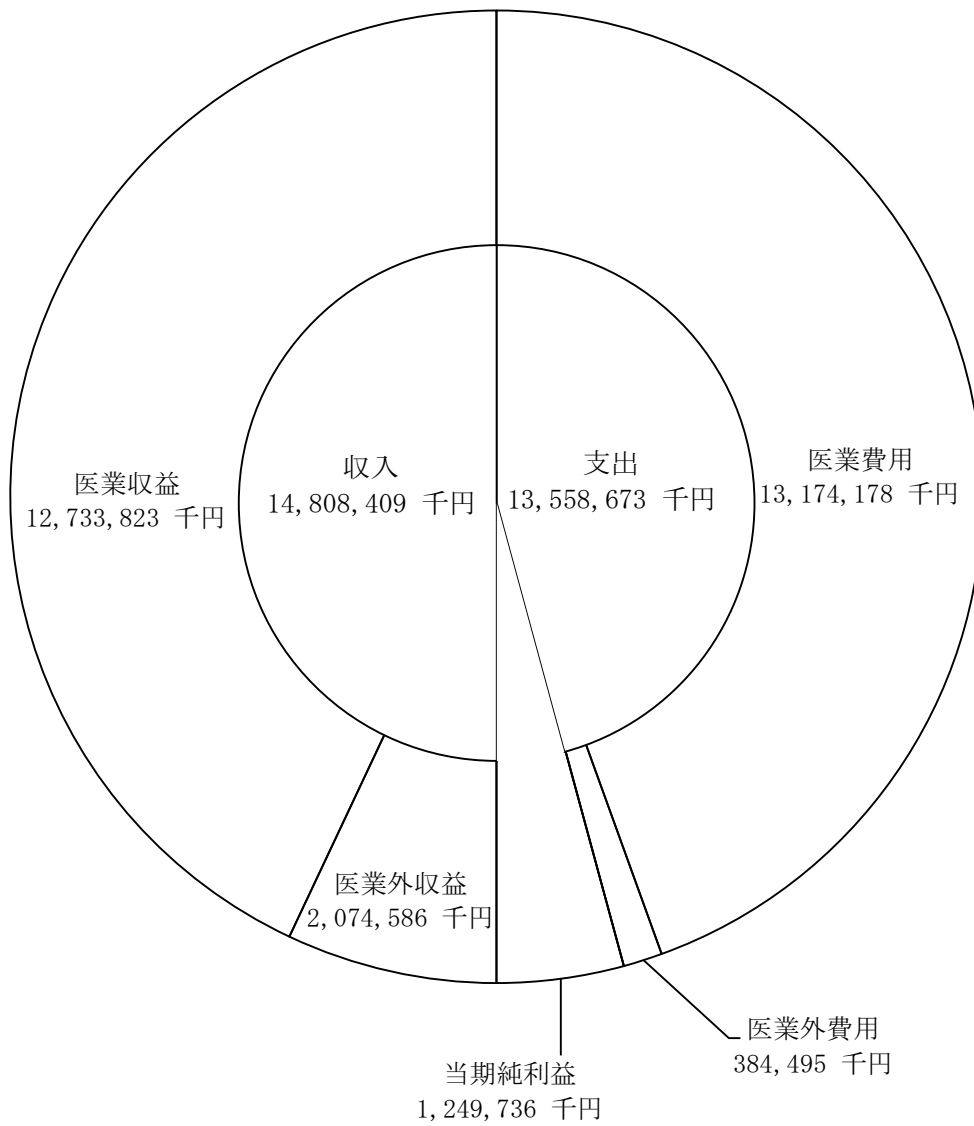 収入
14,808,409 千円
支出
13,558,673 千円
医業収益
12,733,823 千円
医業費用
13,174,178 千円
医業外収益
2,074,586 千円
医業外費用
384,495 千円
当期純利益
1,249,736 千円